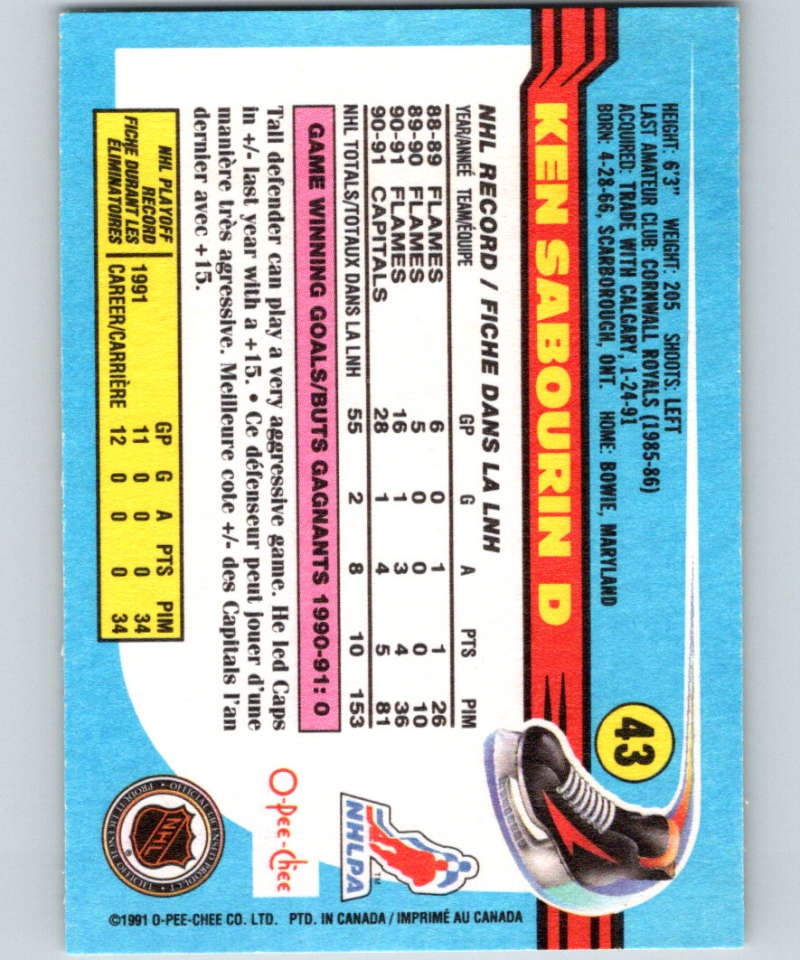 43
HEIGHT: 6'3" WEIGHT: 205 SHOOTS: LEFT
LAST AMATEUR CLUB: CORNWALL ROYALS (1985-86)
ACQUIRED: TRADE WITH CALGARY, 1-24-91
BORN: 4-28-66, SCARBOROUGH, ONT. HOME: BOWIE, MARYLAND
KEN SABOURIN D
NHL RECORD / FICHE DANS LA LNH
YEAR/ANNÉE TEAM/ÉQUIPE GP G A PTS PIM
88-89 FLAMES 6 0 1 1 26
89-90 FLAMES 5 0 0 0 10
90-91 FLAMES 16 1 3 4 36
90-91 CAPITALS 28 1 4 5 81
NHL TOTALS/TOTAUX DANS LA LNH 55 2 8 10 153
GAME WINNING GOALS/BUTS GAGNANTS 1990-91: 0
Tall defender can play a very aggressive game. He led Caps
in +/- last year with a +15. • Ce défenseur peut jouer d'une
manière très agressive. Meilleure cote +/- des Capitals l'an
dernier avec +15.
NHL PLAYOFF
RECORD
FICHE DURANT LES
ÉLIMINATOIRES
GP G A PTS PIM
1991 11 0 0 0 34
CAREER/CARRIÈRE 12 0 0 0 34
NHLPA
TM
O-Pee-Chee
NHL
®
OFFICIAL LICENSED PRODUCT
©1991 O-PEE-CHEE CO. LTD. PTD. IN CANADA / IMPRIMÉ AU CANADA